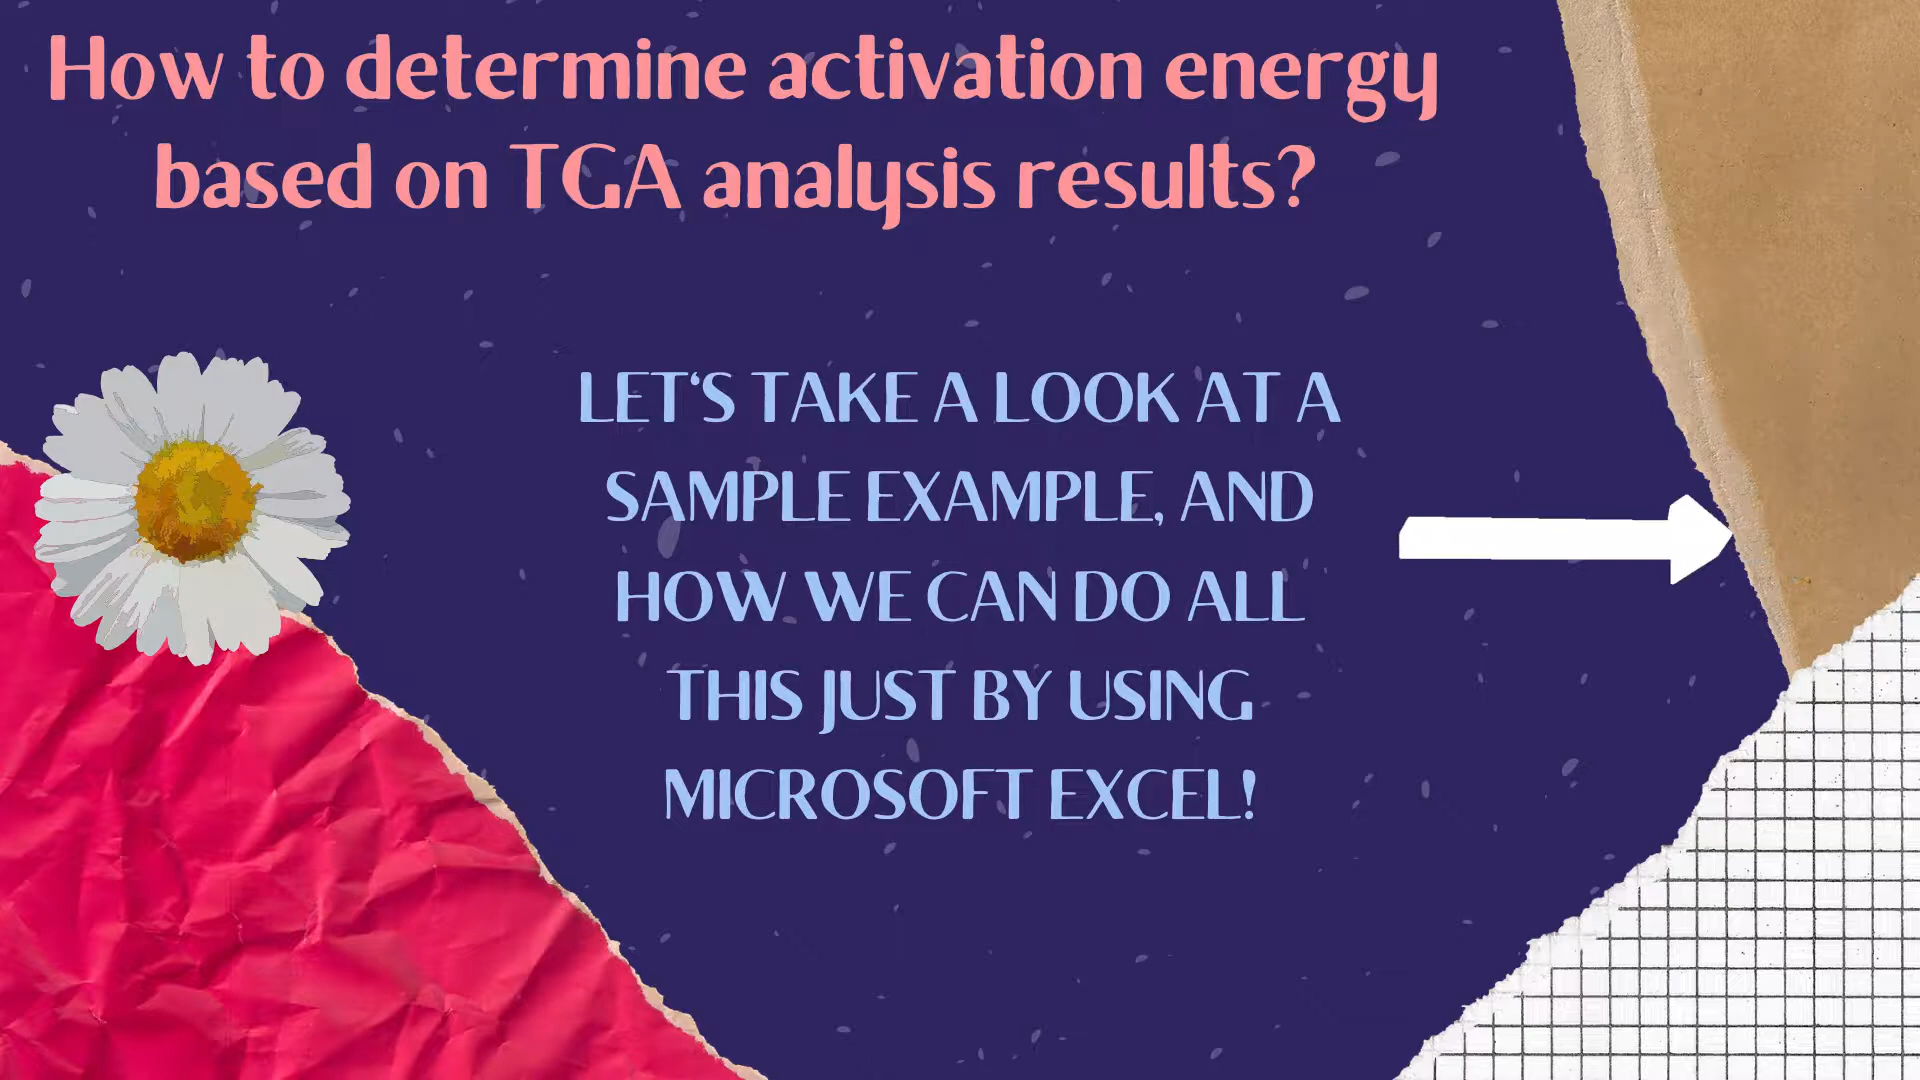 How to determine activation energy
based on TGA analysis results?
LET'S TAKE A LOOK AT A
SAMPLE EXAMPLE, AND
HOW WE CAN DO ALL
THIS JUST BY USING
MICROSOFT EXCEL!